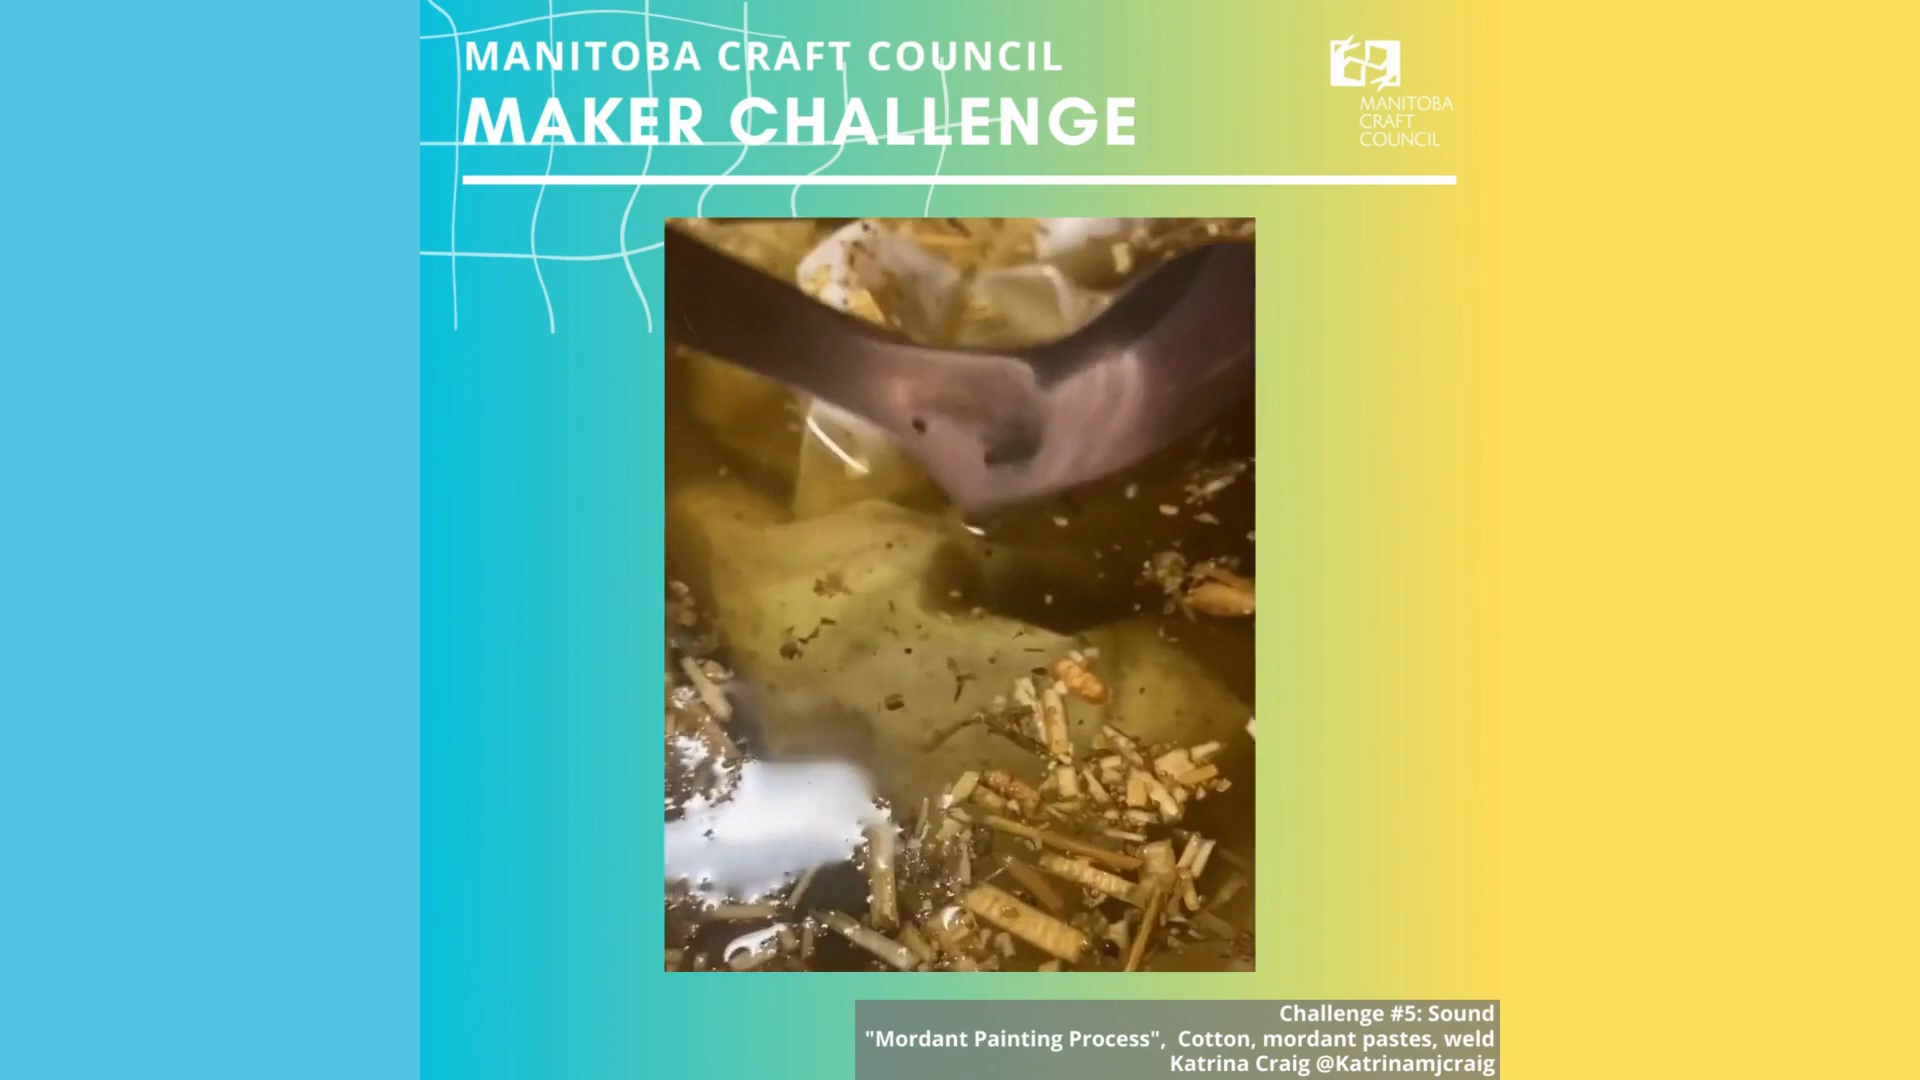 MANITOBA CRAFT COUNCIL
MAKER CHALLENGE
MANITOBA
CRAFT
COUNCIL
Challenge #5: Sound
"Mordant Painting Process",  Cotton, mordant pastes, weld
Katrina Craig @Katrinamjcraig